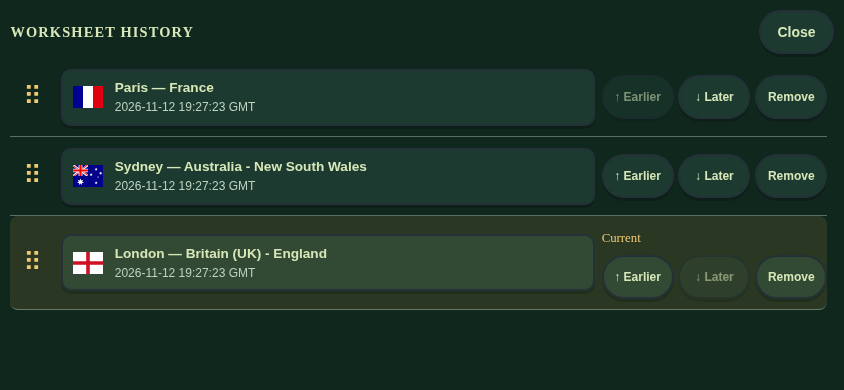 WORKSHEET HISTORY
Close
Paris — France
2026-11-12 19:27:23 GMT
↑ Earlier
↓ Later
Remove
Sydney — Australia - New South Wales
2026-11-12 19:27:23 GMT
↑ Earlier
↓ Later
Remove
London — Britain (UK) - England
2026-11-12 19:27:23 GMT
Current
↑ Earlier
↓ Later
Remove